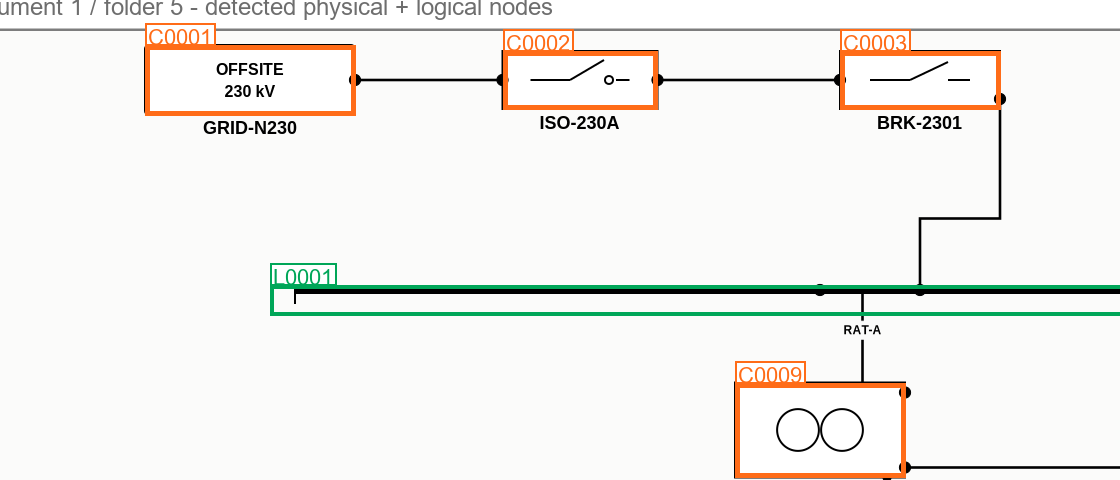 ument 1 / folder 5 - detected physical + logical nodes
C0001
C0002
C0003
OFFSITE
230 kV
GRID-N230
ISO-230A
BRK-2301
L0001
RAT-A
C0009